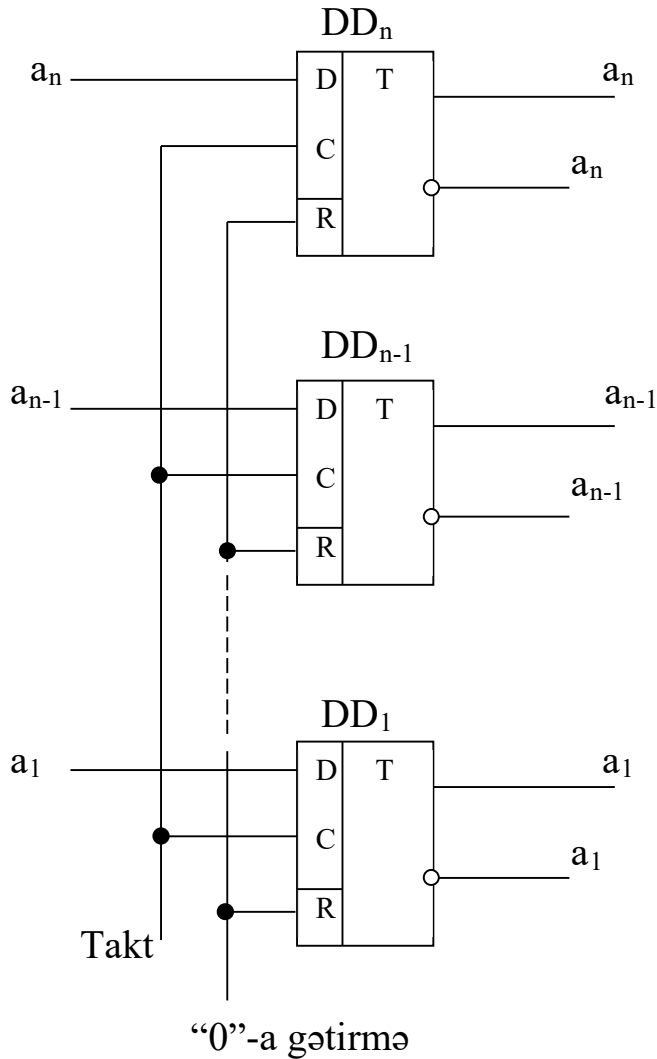 DDₙ
aₙ D T aₙ
C aₙ
R
DDₙ₋₁
aₙ₋₁ D T aₙ₋₁
C aₙ₋₁
R
DD₁
a₁ D T a₁
C a₁
R
Takt
“0”-a gətirmə